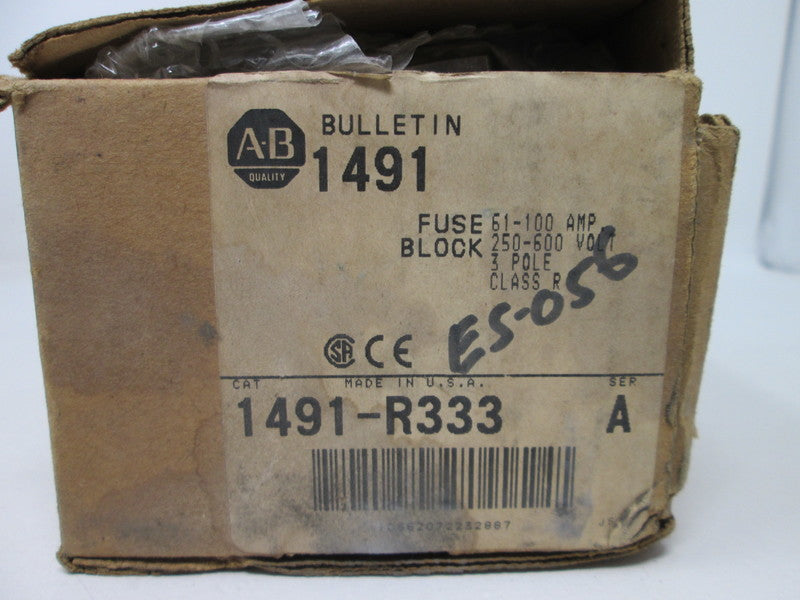 A·B
QUALITY
BULLETIN
1491
FUSE 61-100 AMP.
BLOCK 250-600 VOLT
3 POLE
CLASS R
ES-056
CE
CAT MADE IN U.S.A. SER
1491-R333 A